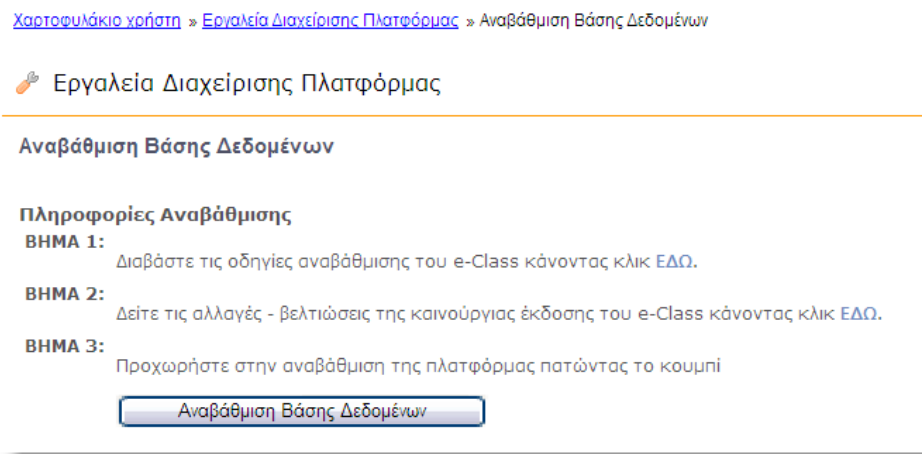 Χαρτοφυλάκιο χρήστη » Εργαλεία Διαχείρισης Πλατφόρμας » Αναβάθμιση Βάσης Δεδομένων
Εργαλεία Διαχείρισης Πλατφόρμας
Αναβάθμιση Βάσης Δεδομένων
Πληροφορίες Αναβάθμισης
ΒΗΜΑ 1:
Διαβάστε τις οδηγίες αναβάθμισης του e-Class κάνοντας κλικ ΕΔΩ.
ΒΗΜΑ 2:
Δείτε τις αλλαγές - βελτιώσεις της καινούργιας έκδοσης του e-Class κάνοντας κλικ ΕΔΩ.
ΒΗΜΑ 3:
Προχωρήστε στην αναβάθμιση της πλατφόρμας πατώντας το κουμπί
Αναβάθμιση Βάσης Δεδομένων